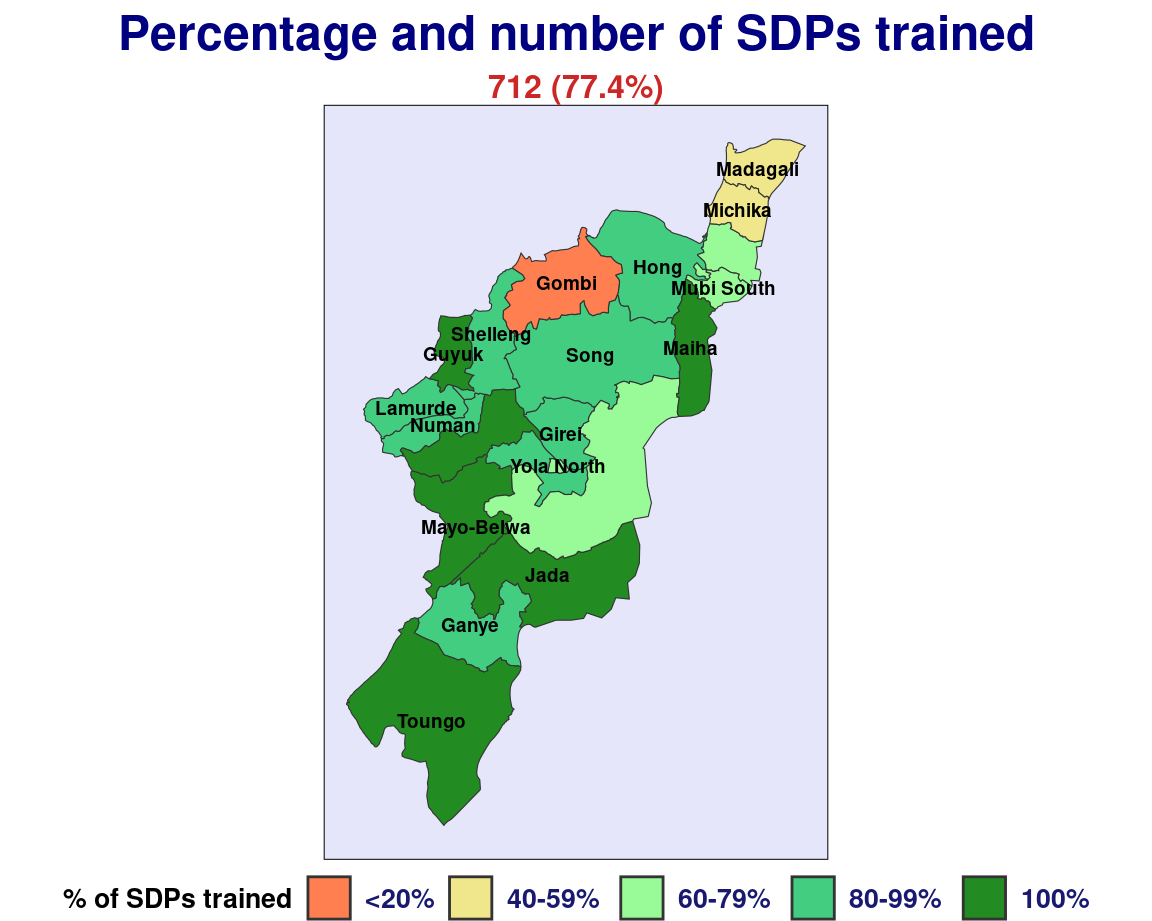 Percentage and number of SDPs trained
712 (77.4%)
Madagali
Michika
Hong
Gombi
Mubi South
Shelleng
Guyuk
Song
Maiha
Lamurde
Numan
Girei
Yola North
Mayo-Belwa
Jada
Ganye
Toungo
% of SDPs trained <20% 40-59% 60-79% 80-99% 100%